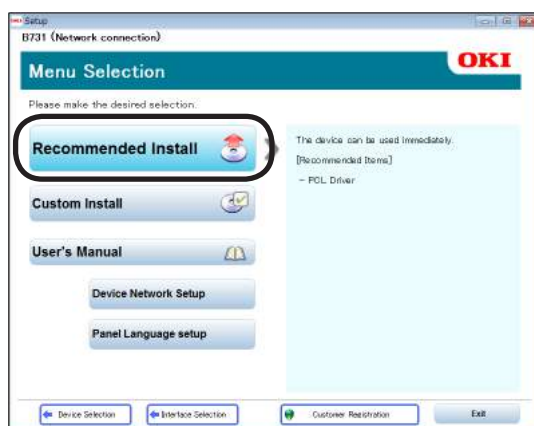 OKI Setup
B731 (Network connection)
Menu Selection
OKI
Please make the desired selection.
Recommended Install
The device can be used immediately.
[Recommended Items]
- PCL Driver
Custom Install
User's Manual
Device Network Setup
Panel Language setup
Device Selection
Interface Selection
Customer Registration
Exit